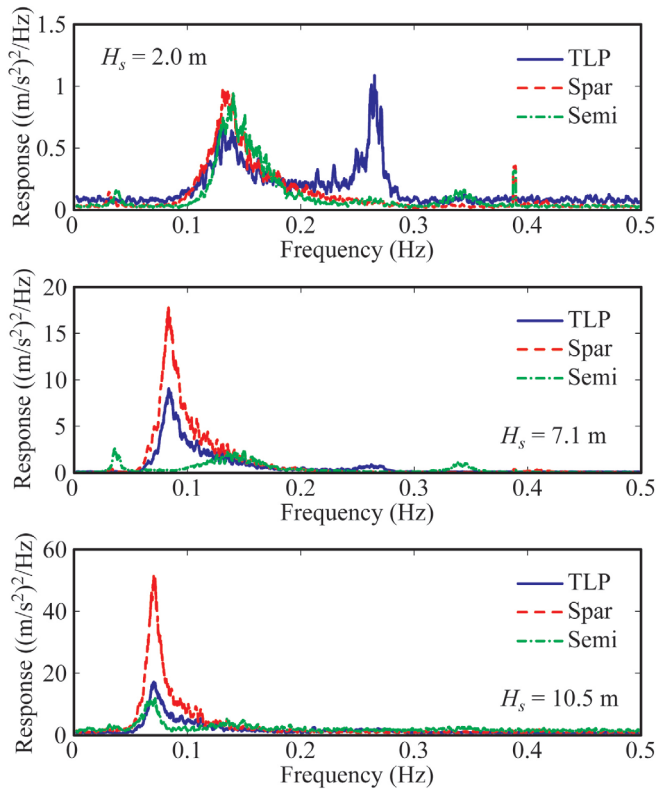 1.5
H_s = 2.0 m
TLP
1
Spar
Semi
0.5
0
0 0.1 0.2 0.3 0.4 0.5
Response ((m/s²)²/Hz)
Frequency (Hz)
20
TLP
15
Spar
Semi
10
5
H_s = 7.1 m
0
0 0.1 0.2 0.3 0.4 0.5
Response ((m/s²)²/Hz)
Frequency (Hz)
60
TLP
Spar
40
Semi
20
H_s = 10.5 m
0
0 0.1 0.2 0.3 0.4 0.5
Response ((m/s²)²/Hz)
Frequency (Hz)